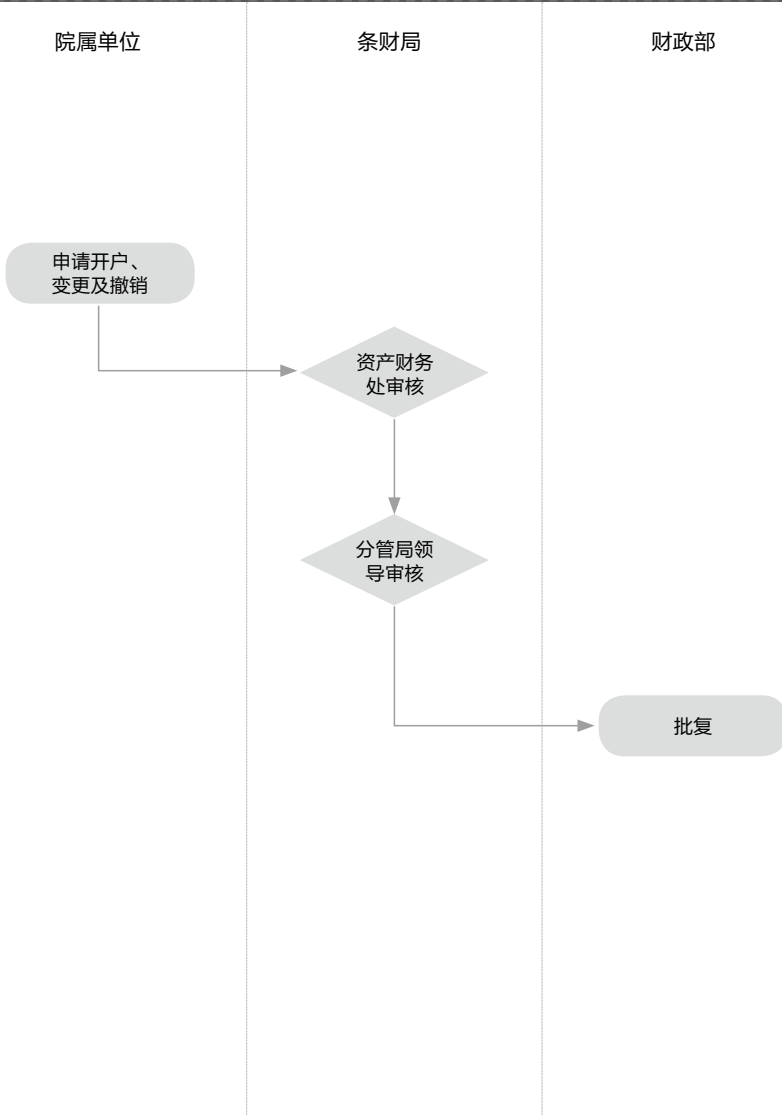 院属单位
条财局
财政部
申请开户、
变更及撤销
资产财务
处审核
分管局领
导审核
批复